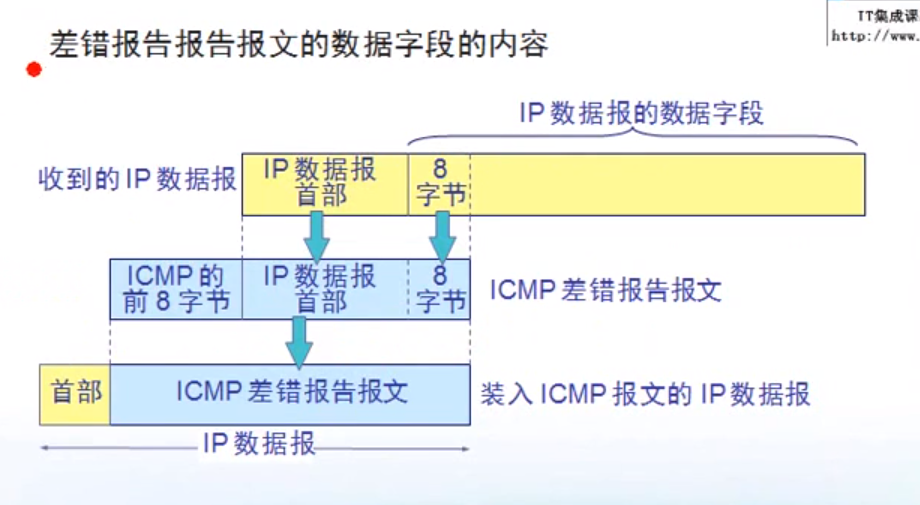 IT集成课
http://www.
差错报告报告报文的数据字段的内容
IP 数据报的数据字段
收到的 IP 数据报
IP 数据报
首部
8
字节
ICMP 的
前 8 字节
IP 数据报
首部
8
字节
ICMP 差错报告报文
首部
ICMP 差错报告报文
装入 ICMP 报文的 IP 数据报
IP 数据报